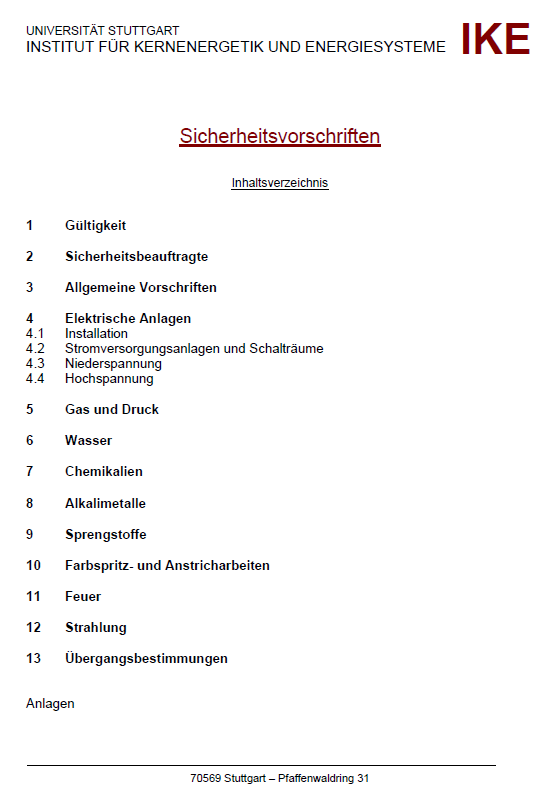 UNIVERSITÄT STUTTGART
INSTITUT FÜR KERNENERGETIK UND ENERGIESYSTEME IKE
Sicherheitsvorschriften
Inhaltsverzeichnis
1 Gültigkeit
2 Sicherheitsbeauftragte
3 Allgemeine Vorschriften
4 Elektrische Anlagen
4.1 Installation
4.2 Stromversorgungsanlagen und Schalträume
4.3 Niederspannung
4.4 Hochspannung
5 Gas und Druck
6 Wasser
7 Chemikalien
8 Alkalimetalle
9 Sprengstoffe
10 Farbspritz- und Anstricharbeiten
11 Feuer
12 Strahlung
13 Übergangsbestimmungen
Anlagen
70569 Stuttgart – Pfaffenwaldring 31